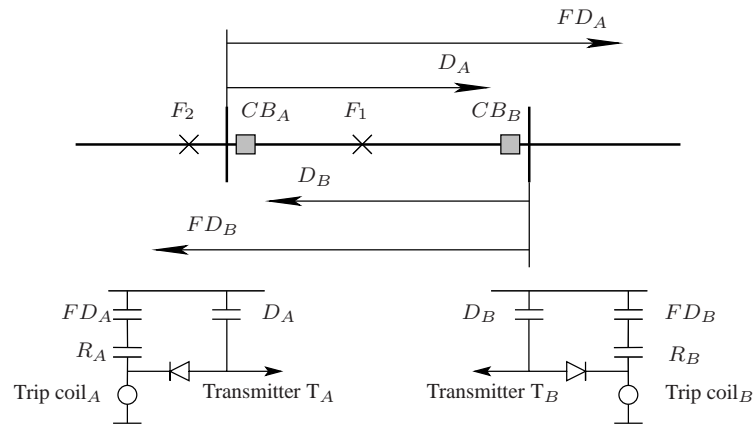 FD_A
D_A
F_2 CB_A F_1 CB_B
D_B
FD_B
FD_A D_A D_B FD_B
R_A R_B
Trip coil_A Transmitter T_A Transmitter T_B Trip coil_B